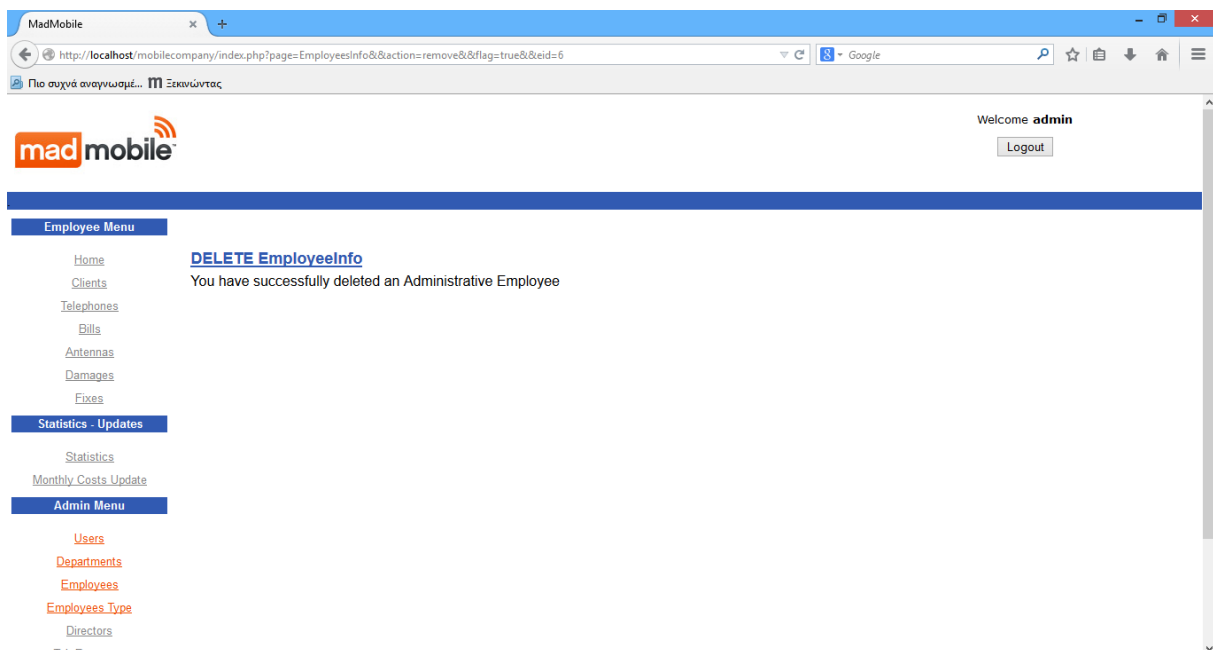 MadMobile
http://localhost/mobilecompany/index.php?page=EmployeesInfo&&action=remove&&flag=true&&eid=6
8 Google
Πιο συχνά αναγνωσμέ... Ξεκινώντας
mad mobile
Welcome admin
Logout
Employee Menu
Home
Clients
Telephones
Bills
Antennas
Damages
Fixes
Statistics - Updates
Statistics
Monthly Costs Update
Admin Menu
Users
Departments
Employees
Employees Type
Directors
DELETE EmployeeInfo
You have successfully deleted an Administrative Employee